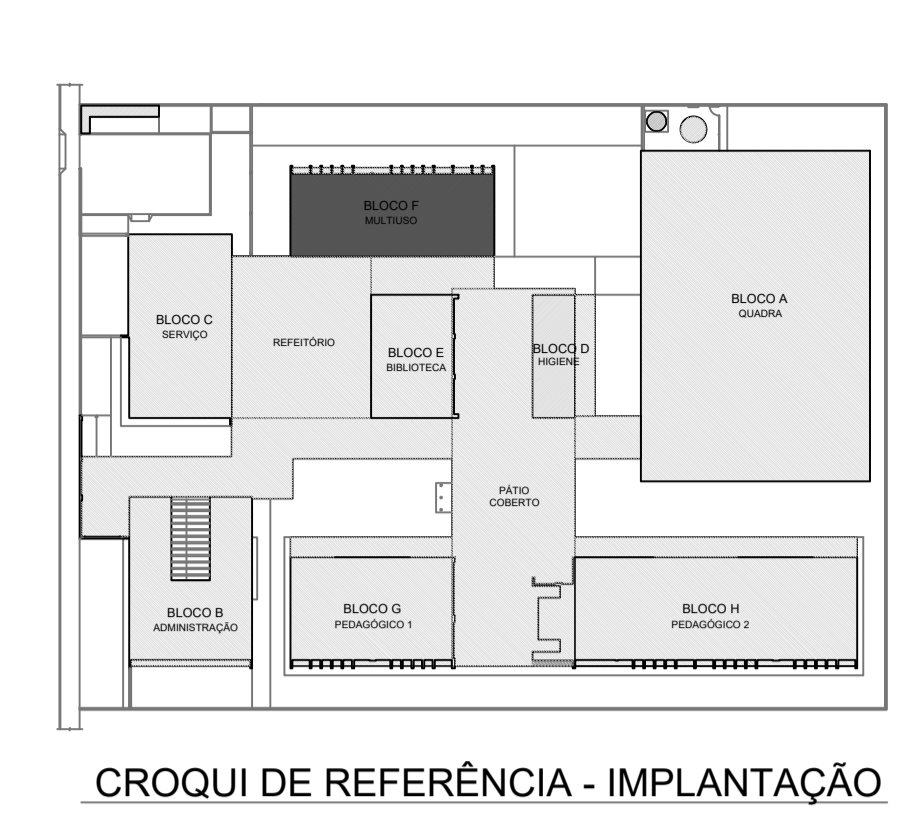 BLOCO F
MULTIUSO
BLOCO A
QUADRA
BLOCO C
SERVIÇO
REFEITÓRIO
BLOCO E
BIBLIOTECA
BLOCO D
HIGIENE
PÁTIO
COBERTO
BLOCO B
ADMINISTRAÇÃO
BLOCO G
PEDAGÓGICO 1
BLOCO H
PEDAGÓGICO 2
CROQUI DE REFERÊNCIA - IMPLANTAÇÃO